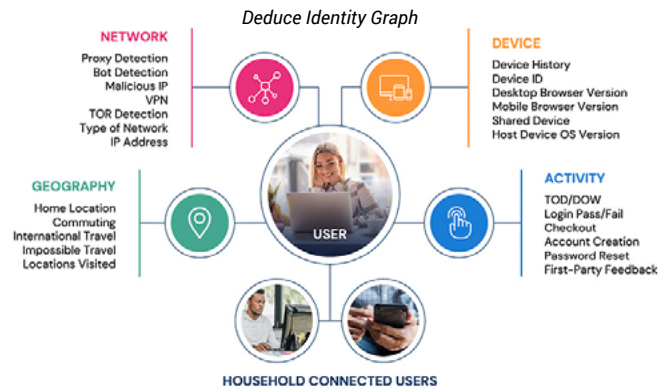 Deduce Identity Graph
NETWORK
Proxy Detection
Bot Detection
Malicious IP
VPN
TOR Detection
Type of Network
IP Address
DEVICE
Device History
Device ID
Desktop Browser Version
Mobile Browser Version
Shared Device
Host Device OS Version
GEOGRAPHY
Home Location
Commuting
International Travel
Impossible Travel
Locations Visited
USER
ACTIVITY
TOD/DOW
Login Pass/Fail
Checkout
Account Creation
Password Reset
First-Party Feedback
HOUSEHOLD CONNECTED USERS